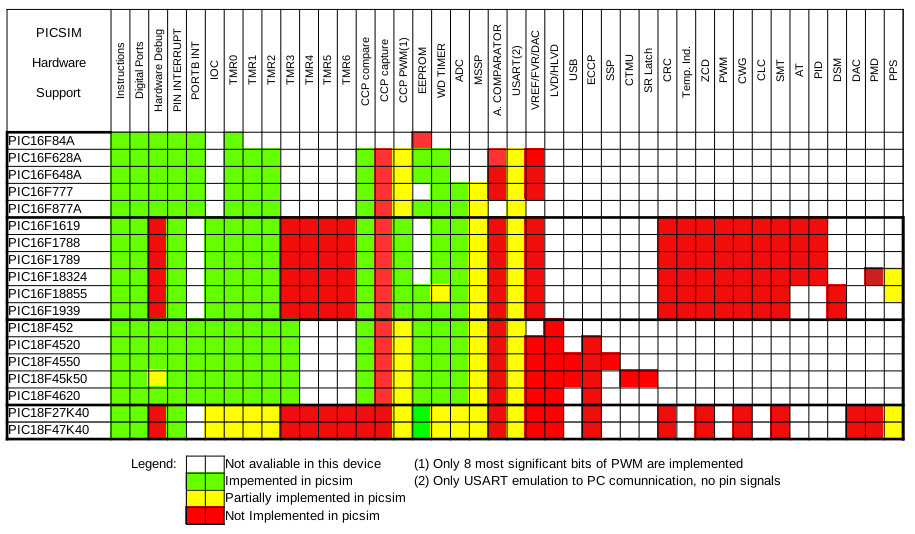 PICSIM
Hardware
Support
Instructions
Digital Ports
Hardware Debug
PIN INTERRUPT
PORTB INT
IOC
TMR0
TMR1
TMR2
TMR3
TMR4
TMR5
TMR6
CCP compare
CCP capture
CCP PWM(1)
EEPROM
WD TIMER
ADC
MSSP
A. COMPARATOR
USART(2)
VREF/FVR/DAC
LVD/HLVD
USB
ECCP
SSP
CTMU
SR Latch
CRC
Temp. Ind.
ZCD
PWM
CWG
CLC
SMT
AT
PID
DSM
DAC
PMD
PPS
PIC16F84A
PIC16F628A
PIC16F648A
PIC16F777
PIC16F877A
PIC16F1619
PIC16F1788
PIC16F1789
PIC16F18324
PIC16F18855
PIC16F1939
PIC18F452
PIC18F4520
PIC18F4550
PIC18F45k50
PIC18F4620
PIC18F27K40
PIC18F47K40
Legend: Not avaliable in this device (1) Only 8 most significant bits of PWM are implemented
Impemented in picsim (2) Only USART emulation to PC comunnication, no pin signals
Partially implemented in picsim
Not Implemented in picsim